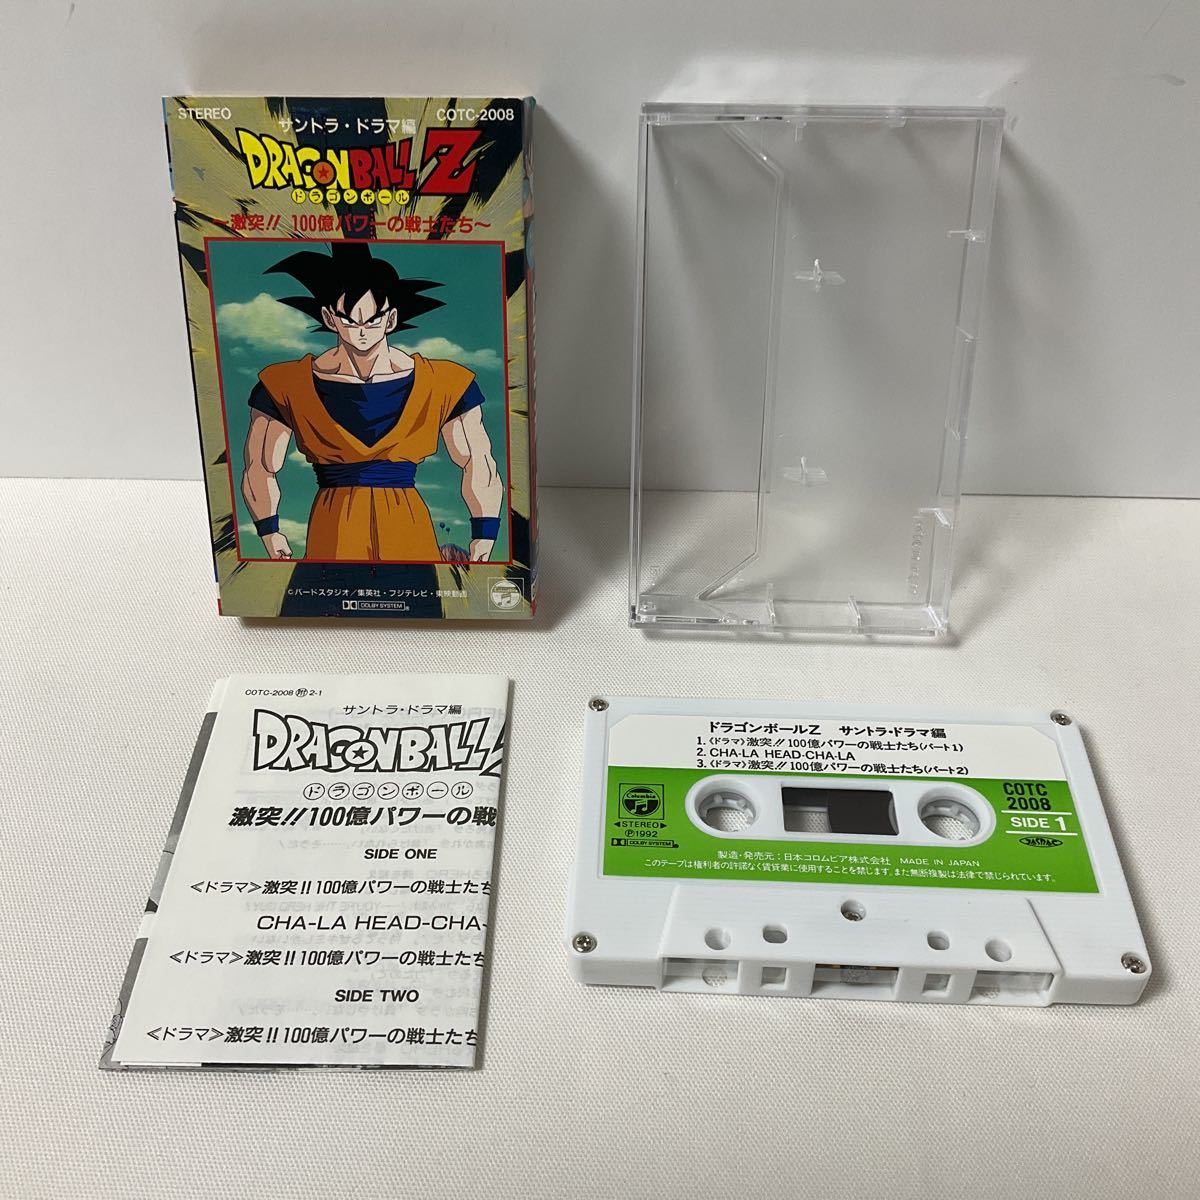 STEREO
COTC-2008
サントラ・ドラマ編
DRAGONBALL Z
ドラゴンボール
〜激突!! 100億パワーの戦士たち〜
©バードスタジオ／集英社・フジテレビ・東映動画
DOLBY SYSTEM
Columbia
COTC-2008 附 2-1
サントラ・ドラマ編
DRAGONBALL Z
ドラゴンボール
激突!!100億パワーの戦
SIDE ONE
≪ドラマ≫激突!!100億パワーの戦士たち
CHA-LA HEAD-CHA-
≪ドラマ≫激突!!100億パワーの戦士たち
SIDE TWO
≪ドラマ≫激突!!100億パワーの戦士たち
ドラゴンボールZ サントラ・ドラマ編
1.《ドラマ》激突!!100億パワーの戦士たち(パート1)
2. CHA-LA HEAD-CHA-LA
3.《ドラマ》激突!!100億パワーの戦士たち(パート2)
Columbia
◀STEREO▶
Ⓟ1992
DOLBY SYSTEM
COTC
2008
SIDE 1
JASRAC
製造・発売元：日本コロムビア株式会社 MADE IN JAPAN
このテープは権利者の許諾なく賃貸業に使用することを禁じます。また無断複製は法律で禁じられています。